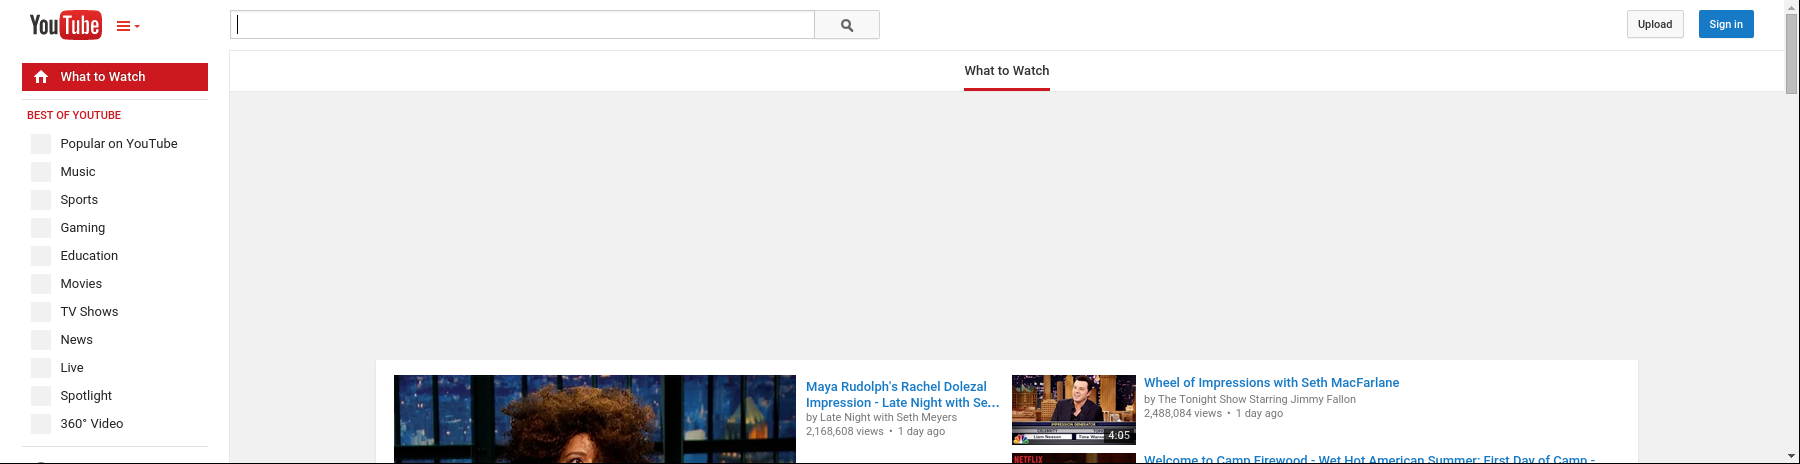 YouTube
Upload
Sign in
What to Watch
What to Watch
BEST OF YOUTUBE
Popular on YouTube
Music
Sports
Gaming
Education
Movies
TV Shows
News
Live
Spotlight
360° Video
Maya Rudolph's Rachel Dolezal
Impression - Late Night with Se...
by Late Night with Seth Meyers
2,168,608 views • 1 day ago
IMPRESSION GENERATOR
4:05
Wheel of Impressions with Seth MacFarlane
by The Tonight Show Starring Jimmy Fallon
2,488,084 views • 1 day ago
NETFLIX
Welcome to Camp Firewood - Wet Hot American Summer: First Day of Camp -